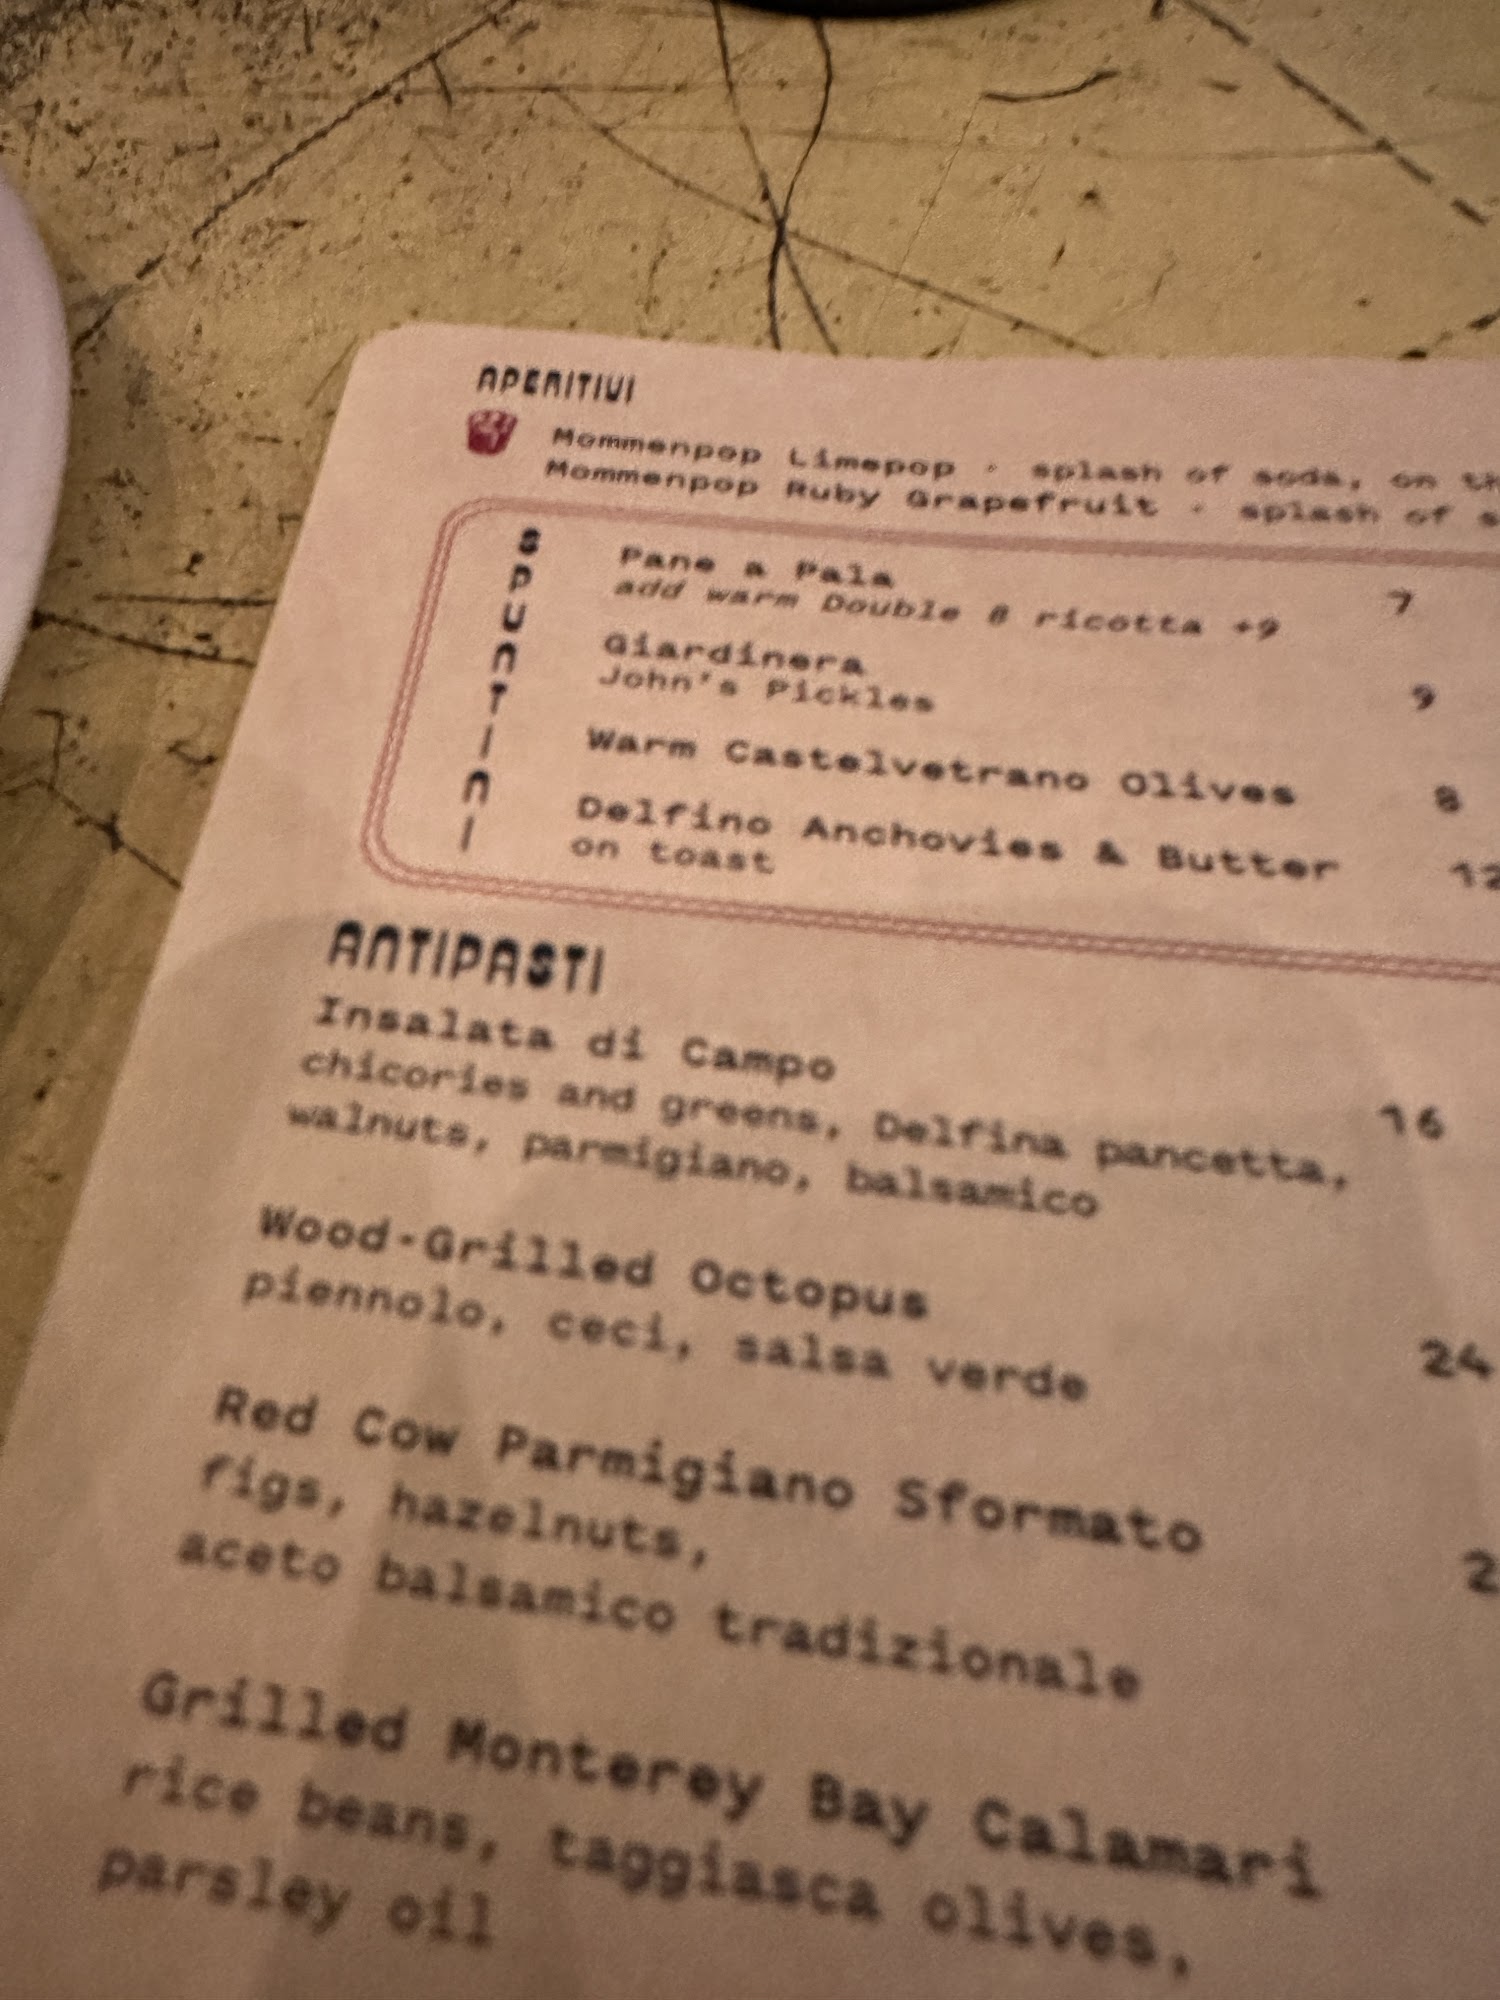 APERITIVI
Mommenpop Limepop · splash of soda, on
Mommenpop Ruby Grapefruit · splash of
SPUNTINI
Pane a Pala 7
add warm Double 8 ricotta +9
Giardinera 9
John's Pickles
Warm Castelvetrano Olives 8
Delfino Anchovies & Butter 12
on toast
ANTIPASTI
Insalata di Campo 16
chicories and greens, Delfina pancetta,
walnuts, parmigiano, balsamico
Wood-Grilled Octopus 24
piennolo, ceci, salsa verde
Red Cow Parmigiano Sformato
figs, hazelnuts,
aceto balsamico tradizionale
Grilled Monterey Bay Calamari
rice beans, taggiasca olives,
parsley oil